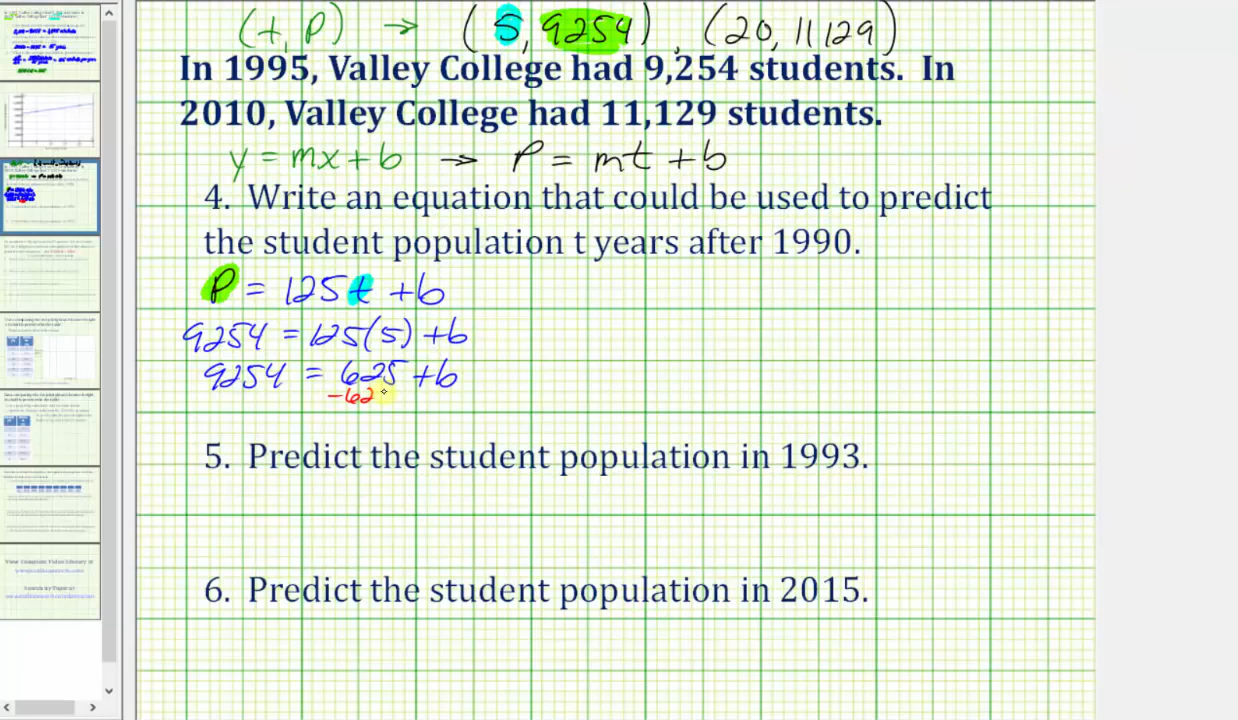 (t, P) → (5, 9254), (20, 11129)
In 1995, Valley College had 9,254 students. In
2010, Valley College had 11,129 students.
y = mx + b → P = mt + b
4. Write an equation that could be used to predict
the student population t years after 1990.
P = 125t + b
9254 = 125(5) + b
9254 = 625 + b
-62
5. Predict the student population in 1993.
6. Predict the student population in 2015.